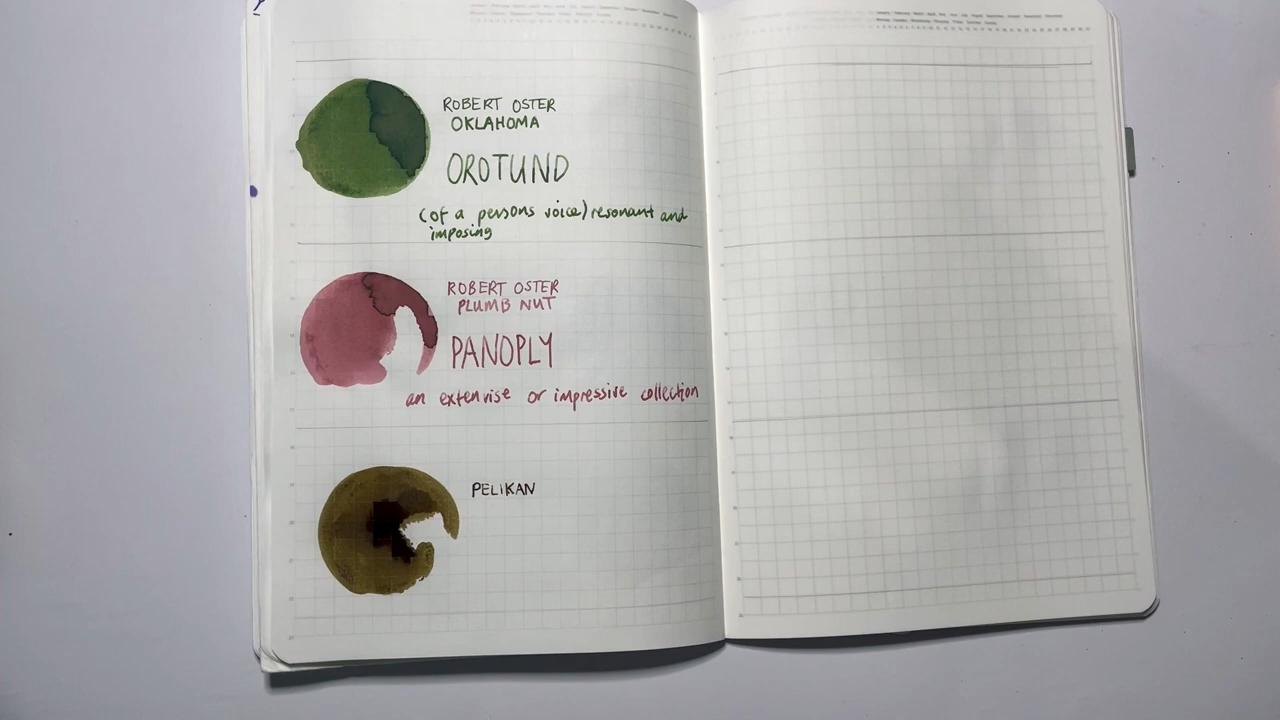 ROBERT OSTER
OKLAHOMA
OROTUND
(of a persons voice) resonant and
imposing
ROBERT OSTER
PLUMB NUT
PANOPLY
an extenvise or impressive collection
PELIKAN